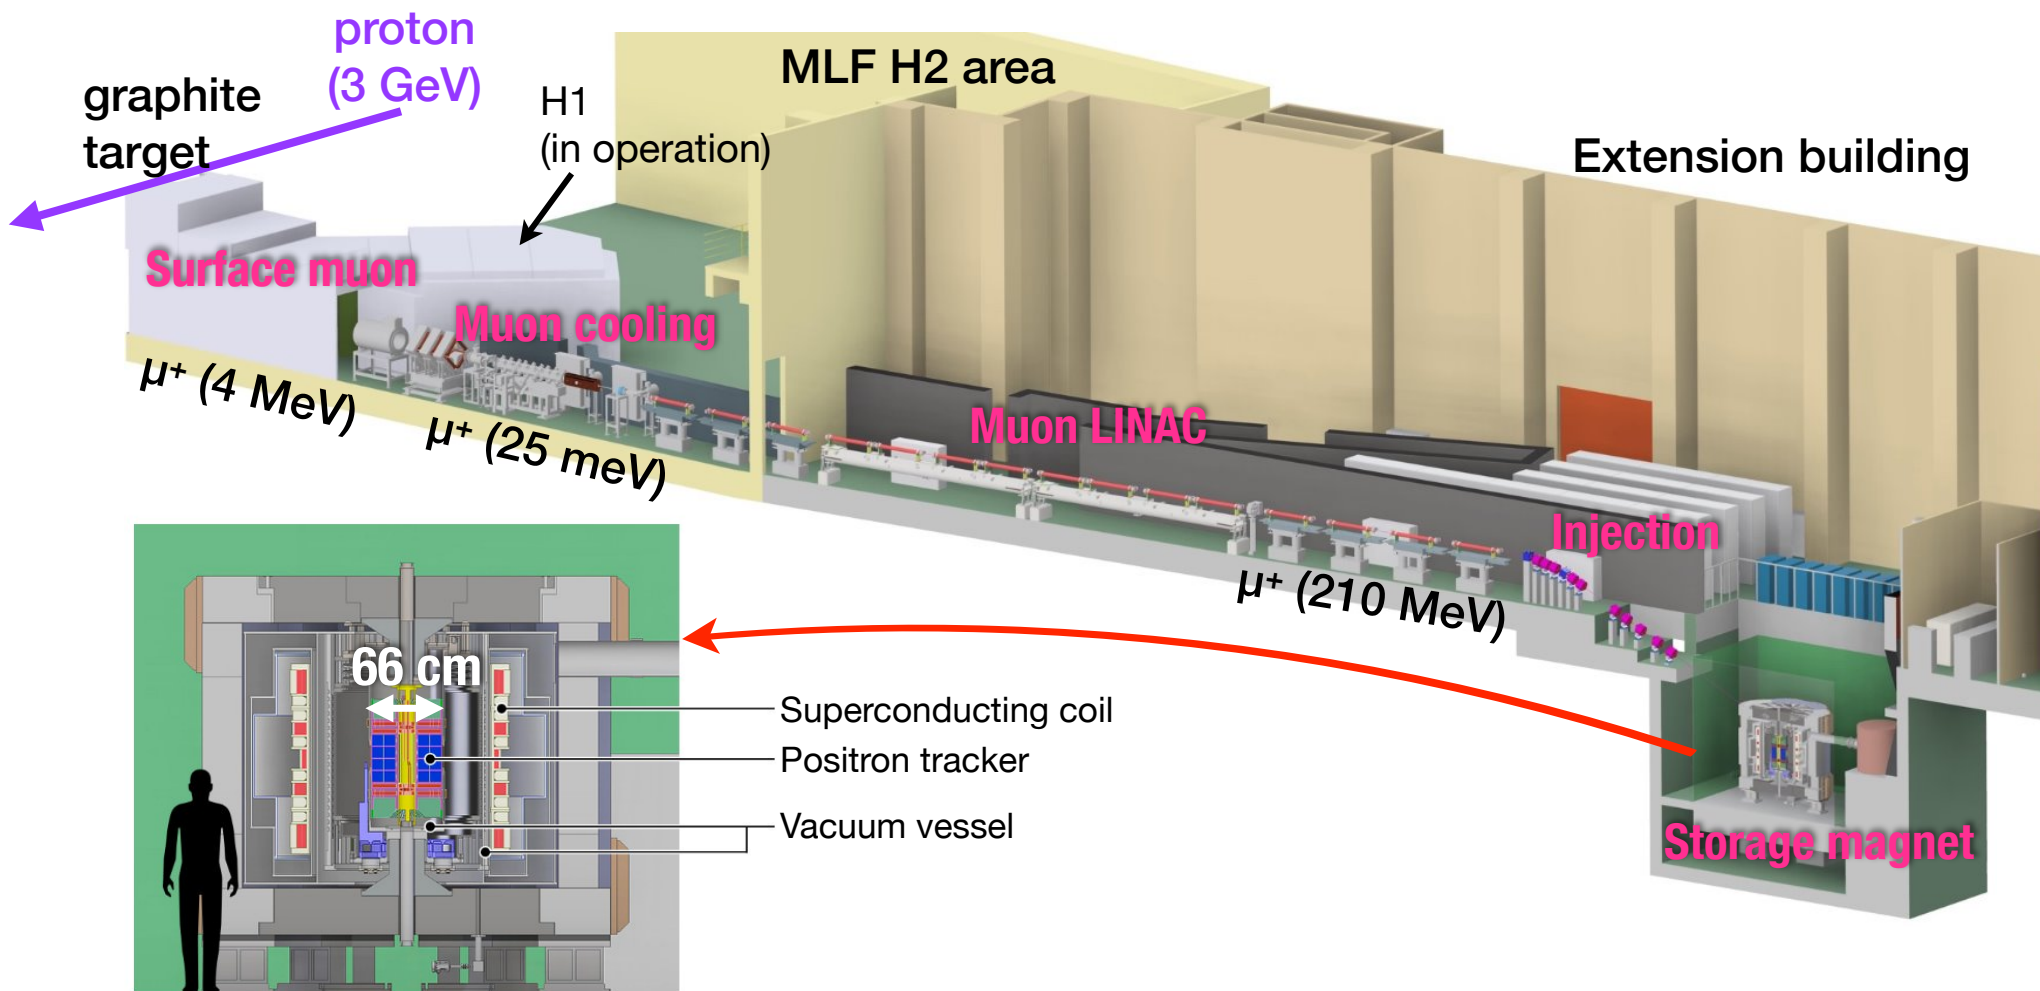 proton
(3 GeV)
graphite
target
H1
(in operation)
MLF H2 area
Extension building
Surface muon
Muon cooling
μ⁺ (4 MeV)
μ⁺ (25 meV)
Muon LINAC
Injection
μ⁺ (210 MeV)
66 cm
Superconducting coil
Positron tracker
Vacuum vessel
Storage magnet